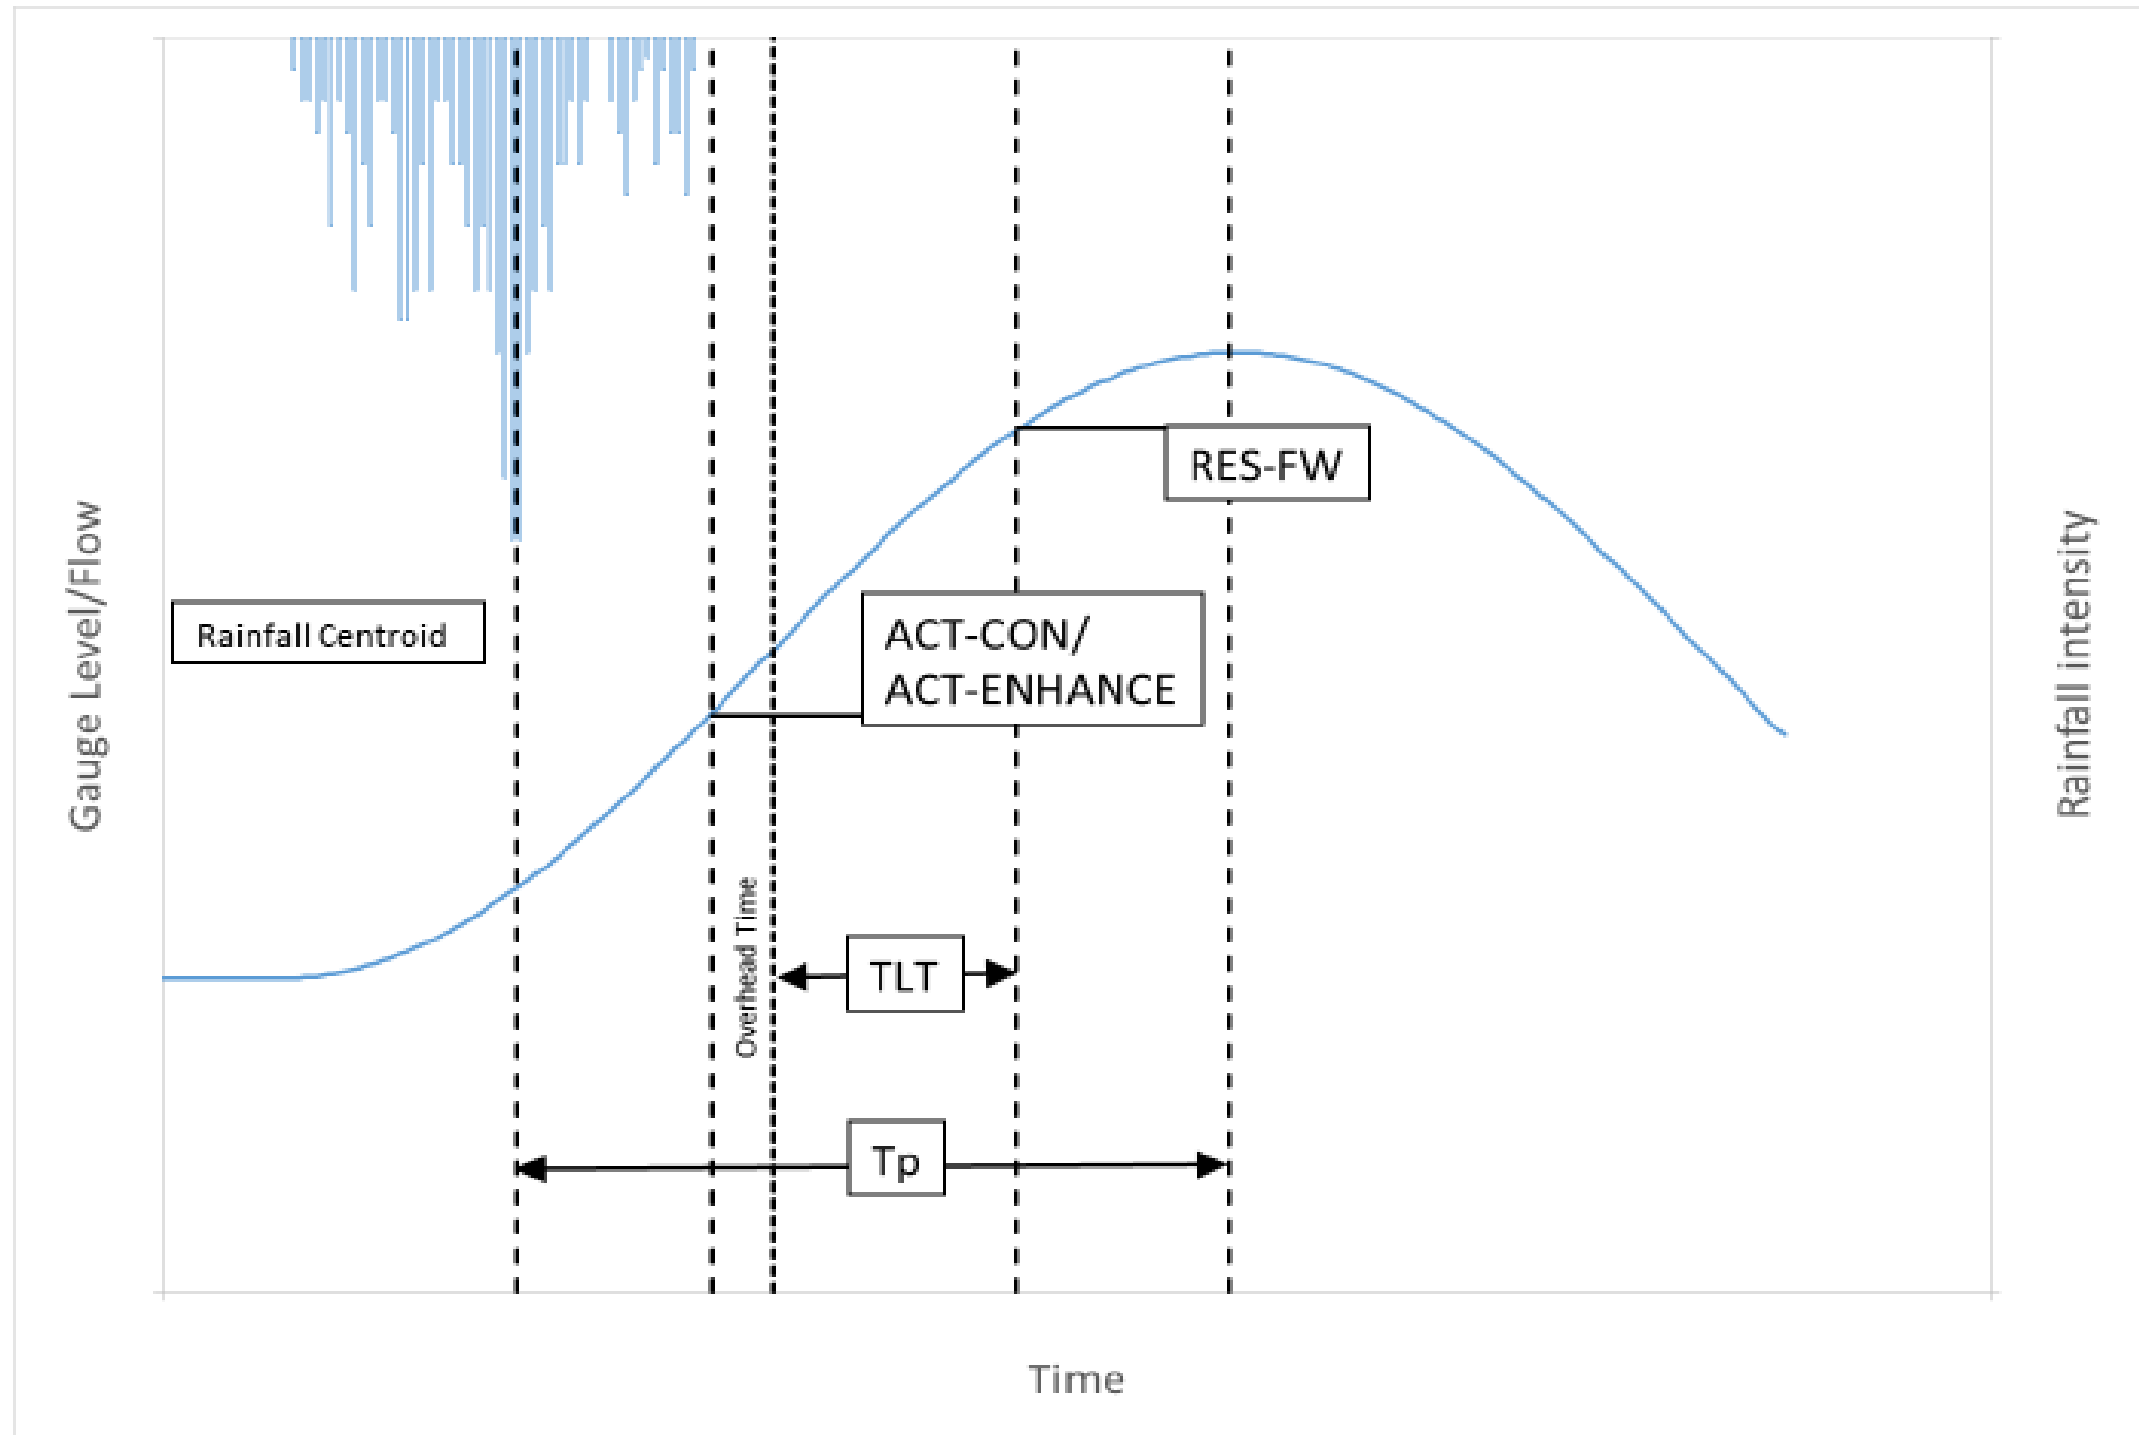 Gauge Level/Flow
Rainfall Centroid
RES-FW
ACT-CON/
ACT-ENHANCE
Overhead Time
TLT
Tp
Rainfall intensity
Time